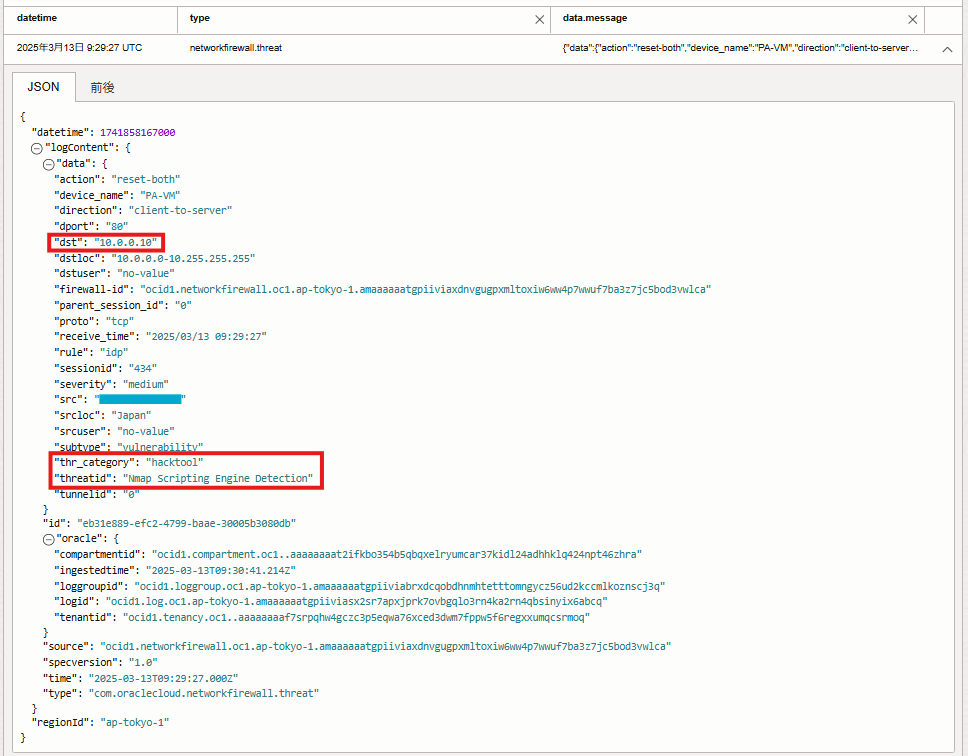 datetime type data.message
2025年3月13日 9:29:27 UTC networkfirewall.threat {"data":{"action":"reset-both","device_name":"PA-VM","direction":"client-to-server...
JSON 前後
{
"datetime": 1741858167000
"logContent": {
"data": {
"action": "reset-both"
"device_name": "PA-VM"
"direction": "client-to-server"
"dport": "80"
"dst": "10.0.0.10"
"dstloc": "10.0.0.0-10.255.255.255"
"dstuser": "no-value"
"firewall-id": "ocid1.networkfirewall.oc1.ap-tokyo-1.amaaaaaatgpiiviaxdnvgugpxmltoxiw6ww4p7wwuf7ba3z7jc5bod3vwlca"
"parent_session_id": "0"
"proto": "tcp"
"receive_time": "2025/03/13 09:29:27"
"rule": "idp"
"sessionid": "434"
"severity": "medium"
"src": " "
"srcloc": "Japan"
"srcuser": "no-value"
"subtype": "vulnerability"
"thr_category": "hacktool"
"threatid": "Nmap Scripting Engine Detection"
"tunnelid": "0"
}
"id": "eb31e889-efc2-4799-baae-30005b3080db"
"oracle": {
"compartmentid": "ocid1.compartment.oc1..aaaaaaaat2ifkbo354b5qbqxelryumcar37kidl24adhhklq424npt46zhra"
"ingestedtime": "2025-03-13T09:30:41.214Z"
"loggroupid": "ocid1.loggroup.oc1.ap-tokyo-1.amaaaaaatgpiiviabrxdcqobdhnmhtetttomngycz56ud2kccmlkoznscj3q"
"logid": "ocid1.log.oc1.ap-tokyo-1.amaaaaaatgpiiviasx2sr7apxjprk7ovbgqlo3rn4ka2rn4qbsinyix6abcq"
"tenantid": "ocid1.tenancy.oc1..aaaaaaaaf7srpqhw4gczc3p5eqwa76xced3dwm7fppw5f6regxxumqcsrmoq"
}
"source": "ocid1.networkfirewall.oc1.ap-tokyo-1.amaaaaaatgpiiviaxdnvgugpxmltoxiw6ww4p7wwuf7ba3z7jc5bod3vwlca"
"specversion": "1.0"
"time": "2025-03-13T09:29:27.000Z"
"type": "com.oraclecloud.networkfirewall.threat"
}
"regionId": "ap-tokyo-1"
}